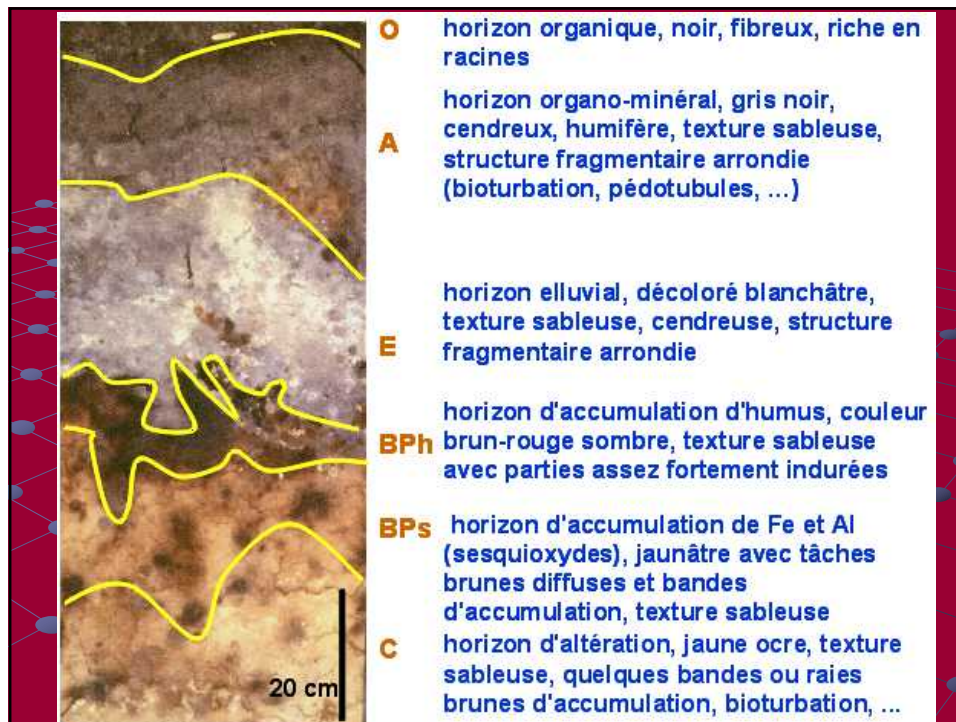 O horizon organique, noir, fibreux, riche en
racines
horizon organo-minéral, gris noir,
A cendreux, humifère, texture sableuse,
structure fragmentaire arrondie
(bioturbation, pédotubules, ...)
horizon elluvial, décoloré blanchâtre,
texture sableuse, cendreuse, structure
E fragmentaire arrondie
horizon d'accumulation d'humus, couleur
BPh brun-rouge sombre, texture sableuse
avec parties assez fortement indurées
BPs horizon d'accumulation de Fe et Al
(sesquioxydes), jaunâtre avec tâches
brunes diffuses et bandes
d'accumulation, texture sableuse
C horizon d'altération, jaune ocre, texture
sableuse, quelques bandes ou raies
brunes d'accumulation, bioturbation, ...
20 cm